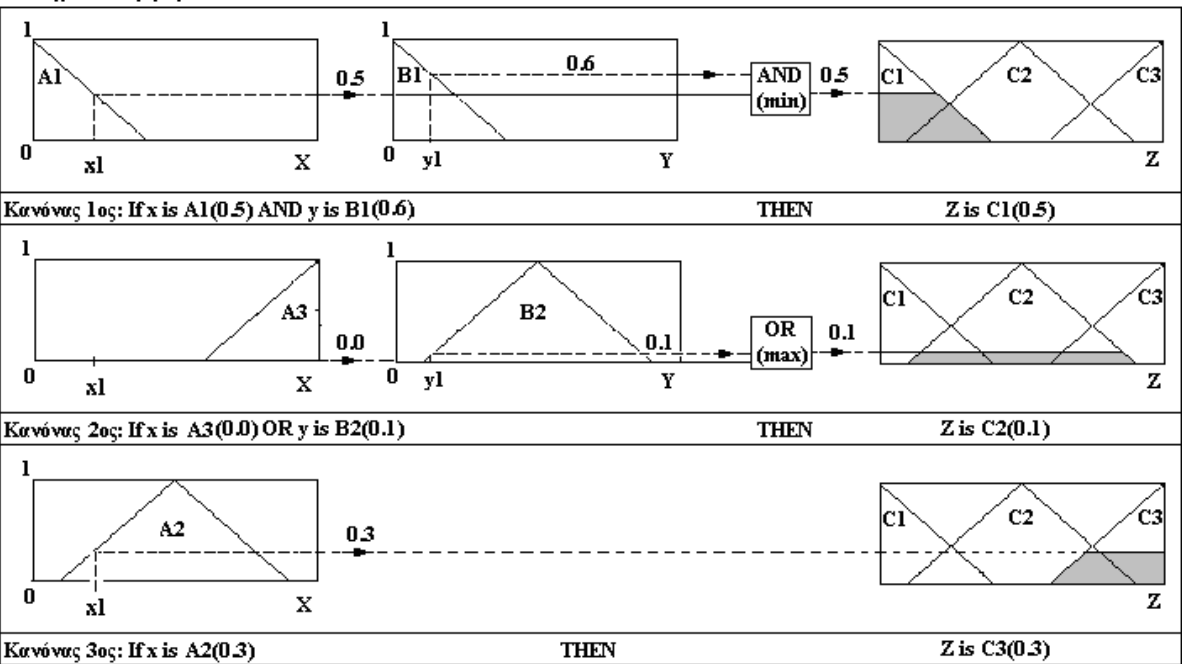 1
A1
0.5
0
x1
X
1
B1
0.6
0
y1
Y
AND
(min)
0.5
C1
C2
C3
Z
Κανόνας 1ος: If x is A1(0.5) AND y is B1(0.6) THEN Z is C1(0.5)
A3
0.0
0
x1
X
1
B2
0.1
0
y1
Y
OR
(max)
0.1
C1
C2
C3
Z
Κανόνας 2ος: If x is A3(0.0) OR y is B2(0.1) THEN Z is C2(0.1)
1
A2
0.3
0
x1
X
C1
C2
C3
Z
Κανόνας 3ος: If x is A2(0.3) THEN Z is C3(0.3)